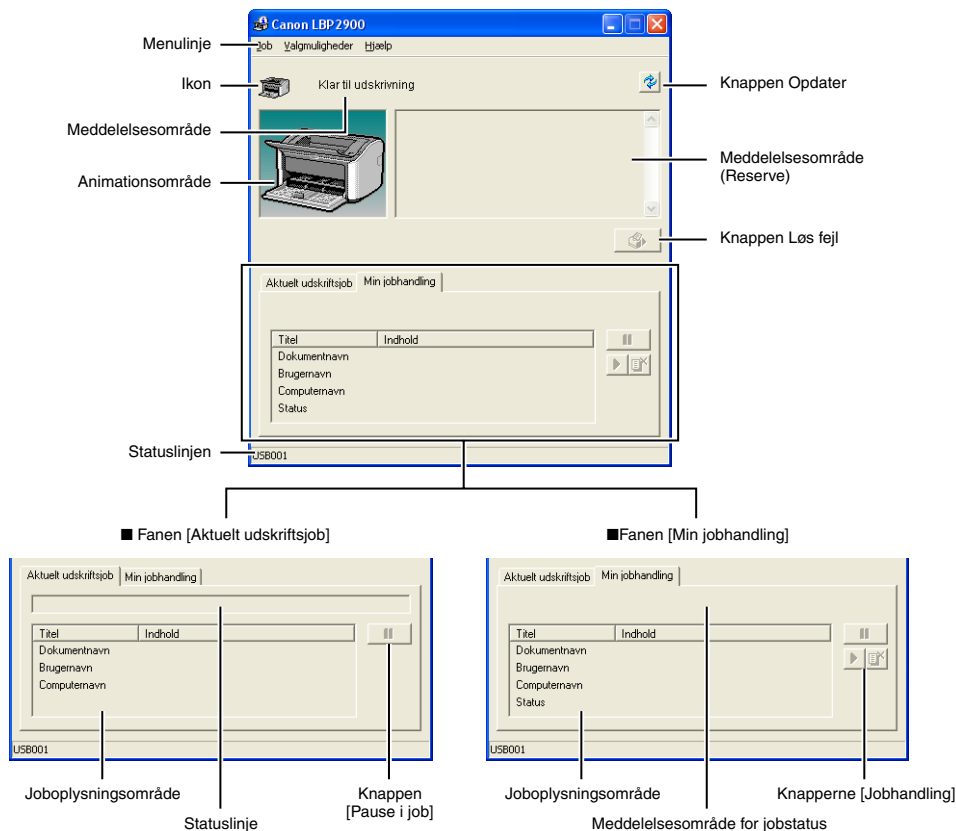 Canon LBP2900
Menulinje
Job Valgmuligheder Hjælp
Ikon
Klar til udskrivning
Knappen Opdater
Meddelelsesområde
Animationsområde
Meddelelsesområde
(Reserve)
Knappen Løs fejl
Aktuelt udskriftsjob Min jobhandling
Titel Indhold
Dokumentnavn
Brugernavn
Computernavn
Status
Statuslinjen
USB001
■ Fanen [Aktuelt udskriftsjob]
Aktuelt udskriftsjob Min jobhandling
Titel Indhold
Dokumentnavn
Brugernavn
Computernavn
USB001
Joboplysningsområde
Statuslinje
Knappen
[Pause i job]
■Fanen [Min jobhandling]
Aktuelt udskriftsjob Min jobhandling
Titel Indhold
Dokumentnavn
Brugernavn
Computernavn
Status
USB001
Joboplysningsområde
Meddelelsesområde for jobstatus
Knapperne [Jobhandling]